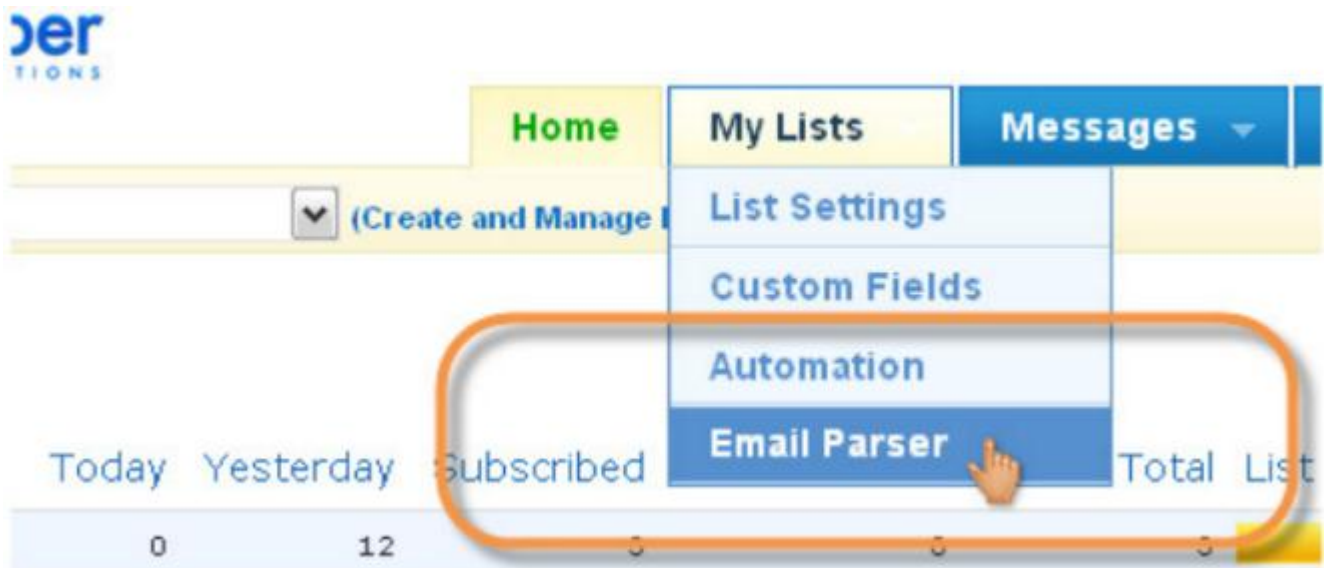 ber
TIONS
Home My Lists Messages
(Create and Manage
List Settings
Custom Fields
Automation
Email Parser
Today Yesterday Subscribed Total List
0 12